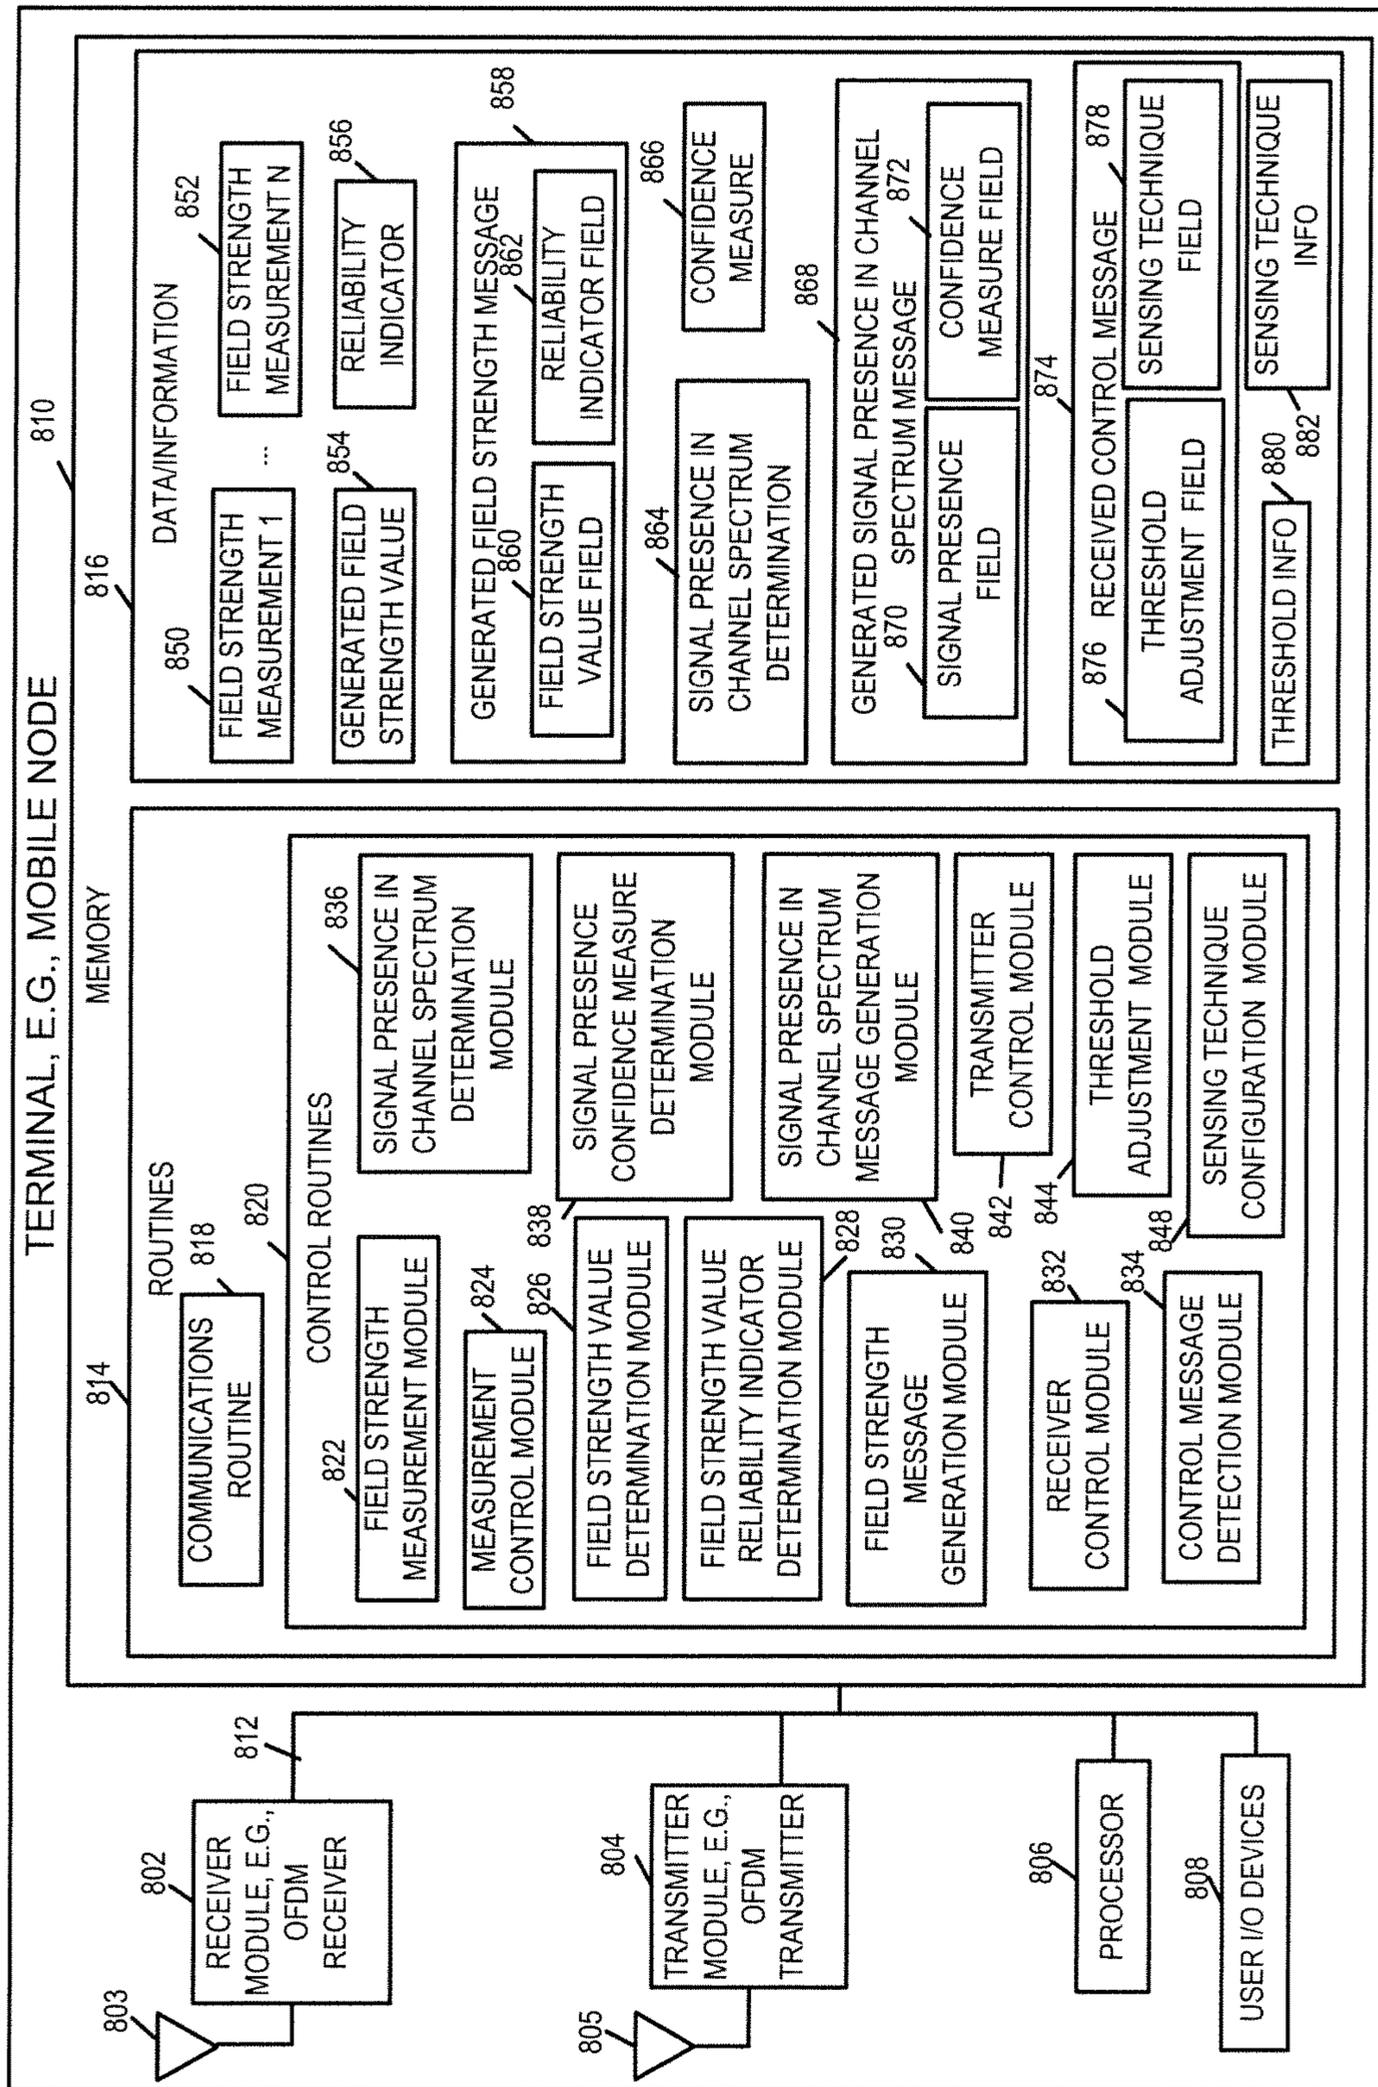 TERMINAL, E.G., MOBILE NODE
810
MEMORY
803
802
RECEIVER
MODULE, E.G.,
OFDM
RECEIVER
812
805
804
TRANSMITTER
MODULE, E.G.,
OFDM
TRANSMITTER
806
PROCESSOR
808
USER I/O DEVICES
814
ROUTINES
818
COMMUNICATIONS
ROUTINE
820
CONTROL ROUTINES
822
FIELD STRENGTH
MEASUREMENT MODULE
824
MEASUREMENT
CONTROL MODULE
826
FIELD STRENGTH VALUE
DETERMINATION MODULE
828
FIELD STRENGTH VALUE
RELIABILITY INDICATOR
DETERMINATION MODULE
830
FIELD STRENGTH
MESSAGE
GENERATION MODULE
832
RECEIVER
CONTROL MODULE
834
CONTROL MESSAGE
DETECTION MODULE
836
SIGNAL PRESENCE IN
CHANNEL SPECTRUM
DETERMINATION
MODULE
838
SIGNAL PRESENCE
CONFIDENCE MEASURE
DETERMINATION
MODULE
840
SIGNAL PRESENCE IN
CHANNEL SPECTRUM
MESSAGE GENERATION
MODULE
842
TRANSMITTER
CONTROL MODULE
844
THRESHOLD
ADJUSTMENT MODULE
848
SENSING TECHNIQUE
CONFIGURATION MODULE
816
DATA/INFORMATION
850
FIELD STRENGTH
MEASUREMENT 1
...
852
FIELD STRENGTH
MEASUREMENT N
854
GENERATED FIELD
STRENGTH VALUE
856
RELIABILITY
INDICATOR
858
GENERATED FIELD STRENGTH MESSAGE
860
FIELD STRENGTH
VALUE FIELD
862
RELIABILITY
INDICATOR FIELD
864
SIGNAL PRESENCE IN
CHANNEL SPECTRUM
DETERMINATION
866
CONFIDENCE
MEASURE
868
GENERATED SIGNAL PRESENCE IN CHANNEL
SPECTRUM MESSAGE
870
SIGNAL PRESENCE
FIELD
872
CONFIDENCE
MEASURE FIELD
874
RECEIVED CONTROL MESSAGE
876
THRESHOLD
ADJUSTMENT FIELD
878
SENSING TECHNIQUE
FIELD
880
THRESHOLD INFO
882
SENSING TECHNIQUE
INFO